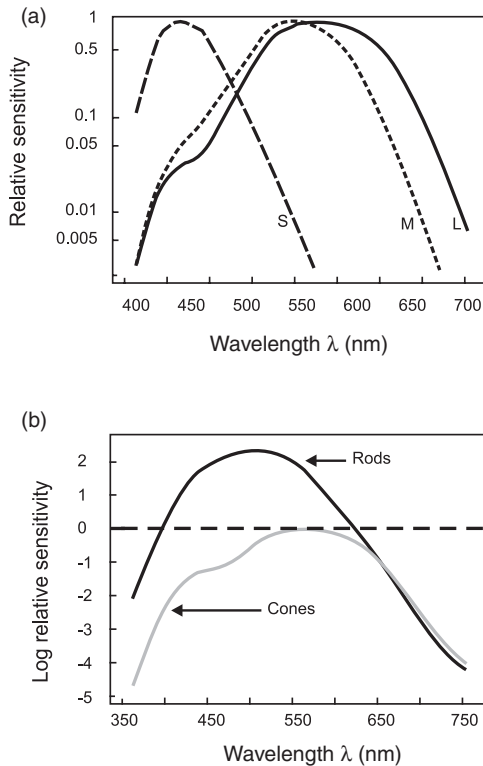 (a)
Relative sensitivity
1
0.5
0.1
0.05
0.01
0.005
S
M
L
400 450 500 550 600 650 700
Wavelength λ (nm)
(b)
Log relative sensitivity
2
1
0
-1
-2
-3
-4
-5
Rods
Cones
350 450 550 650 750
Wavelength λ (nm)